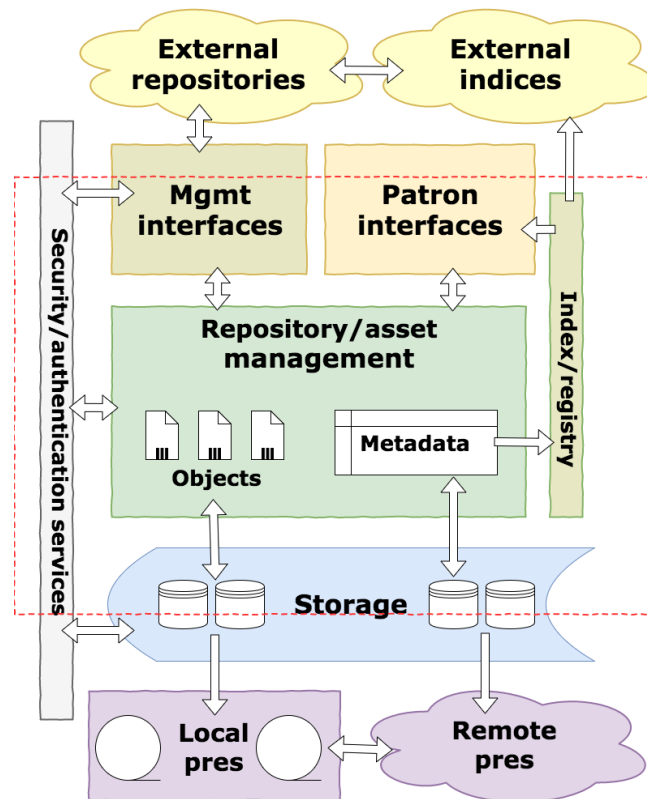 External
repositories
External
indices
Mgmt
interfaces
Patron
interfaces
Security/authentication services
Index/registry
Repository/asset
management
Objects
Metadata
Storage
Local
pres
Remote
pres